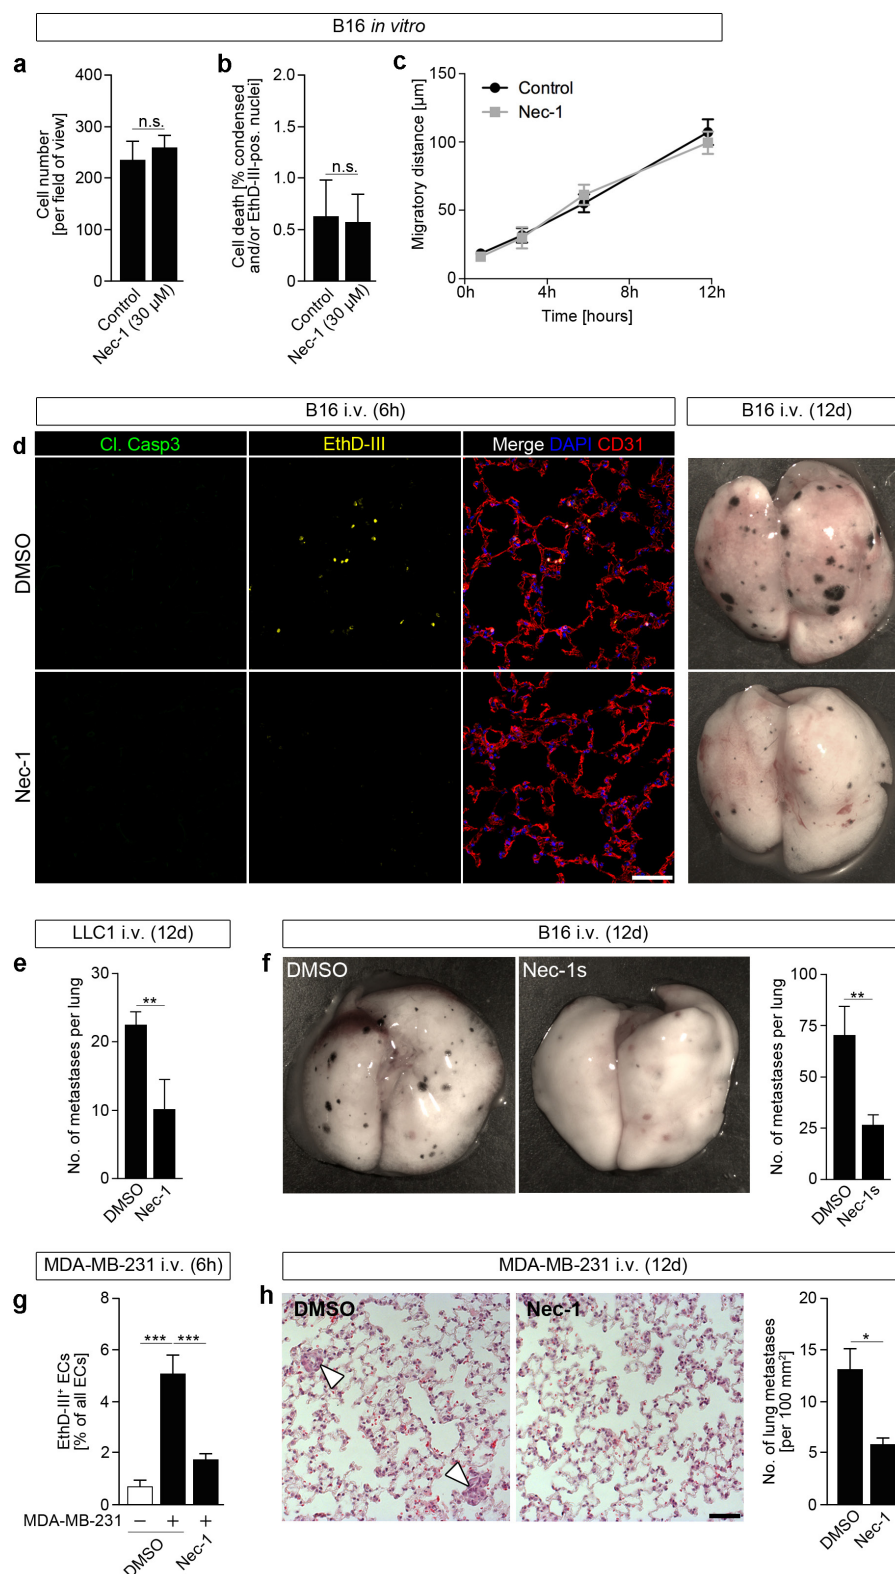 B16 in vitro
a
Cell number
[per field of view]
400
300
200
100
0
n.s.
Control
Nec-1 (30 µM)
b
Cell death [% condensed
and/or EthD-III-pos. nuclei]
2.0
1.5
1.0
0.5
0
n.s.
Control
Nec-1 (30 µM)
c
Migratory distance [µm]
150
100
50
0
Control
Nec-1
0h 4h 8h 12h
Time [hours]
B16 i.v. (6h)
B16 i.v. (12d)
d
Cl. Casp3
EthD-III
Merge DAPI CD31
DMSO
Nec-1
LLC1 i.v. (12d)
e
No. of metastases per lung
30
20
10
0
**
DMSO
Nec-1
B16 i.v. (12d)
f
DMSO
Nec-1s
No. of metastases per lung
100
75
50
25
0
**
DMSO
Nec-1s
MDA-MB-231 i.v. (6h)
g
EthD-III⁺ ECs
[% of all ECs]
8
6
4
2
0
*** ***
MDA-MB-231 − + +
DMSO
Nec-1
MDA-MB-231 i.v. (12d)
h
DMSO
Nec-1
No. of lung metastases
[per 100 mm²]
20
15
10
5
0
*
DMSO
Nec-1